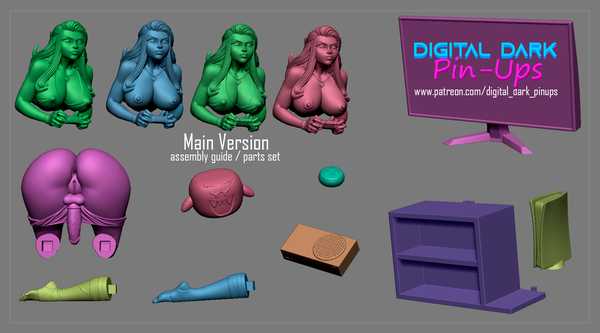 DIGITAL DARK
Pin-Ups
www.patreon.com/digital_dark_pinups
Main Version
assembly guide / parts set